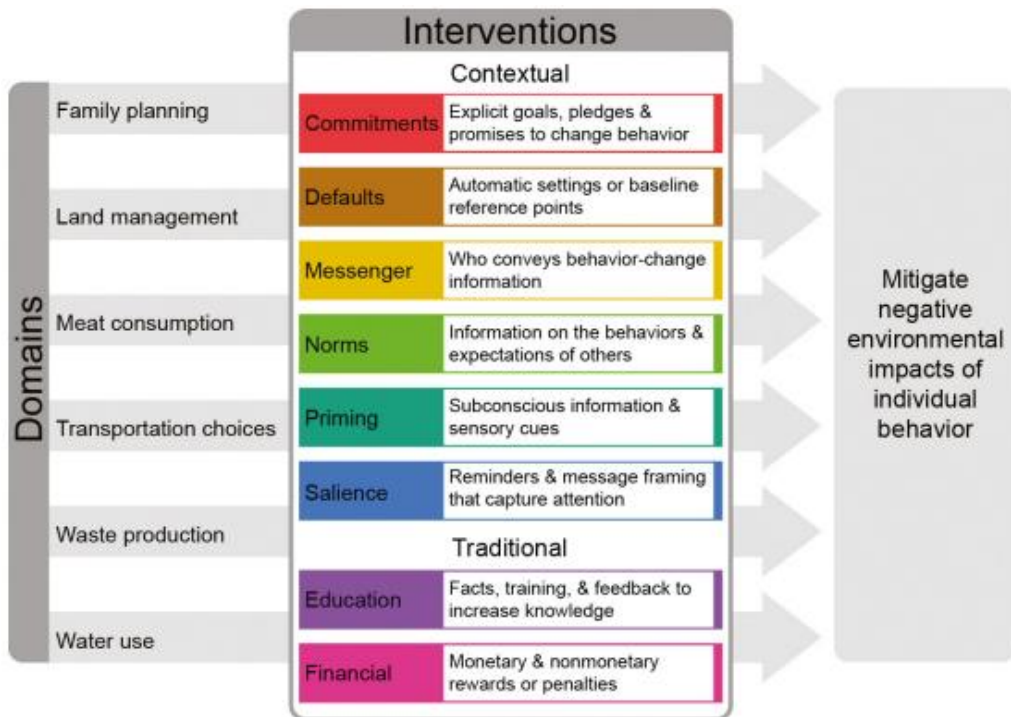 Interventions
Contextual
Domains
Family planning
Commitments
Explicit goals, pledges &
promises to change behavior
Defaults
Automatic settings or baseline
reference points
Land management
Messenger
Who conveys behavior-change
information
Meat consumption
Norms
Information on the behaviors &
expectations of others
Transportation choices
Priming
Subconscious information &
sensory cues
Salience
Reminders & message framing
that capture attention
Waste production
Traditional
Education
Facts, training, & feedback to
increase knowledge
Water use
Financial
Monetary & nonmonetary
rewards or penalties
Mitigate
negative
environmental
impacts of
individual
behavior